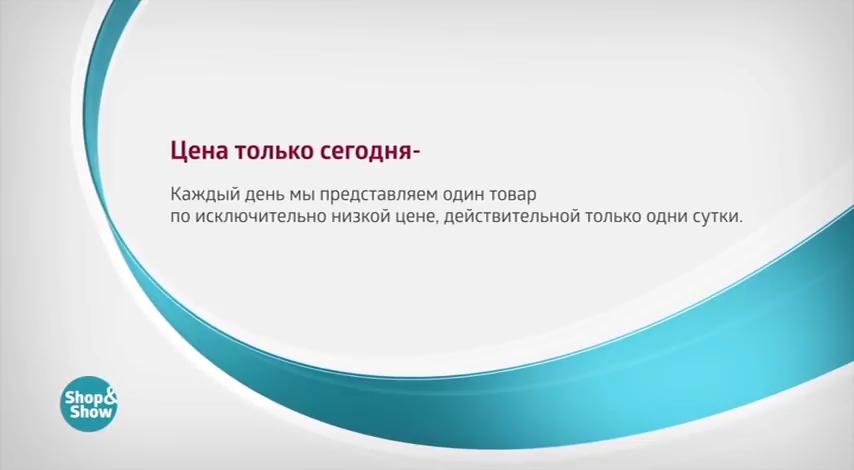 Цена только сегодня-
Каждый день мы представляем один товар
по исключительно низкой цене, действительной только одни сутки.
Shop&
Show